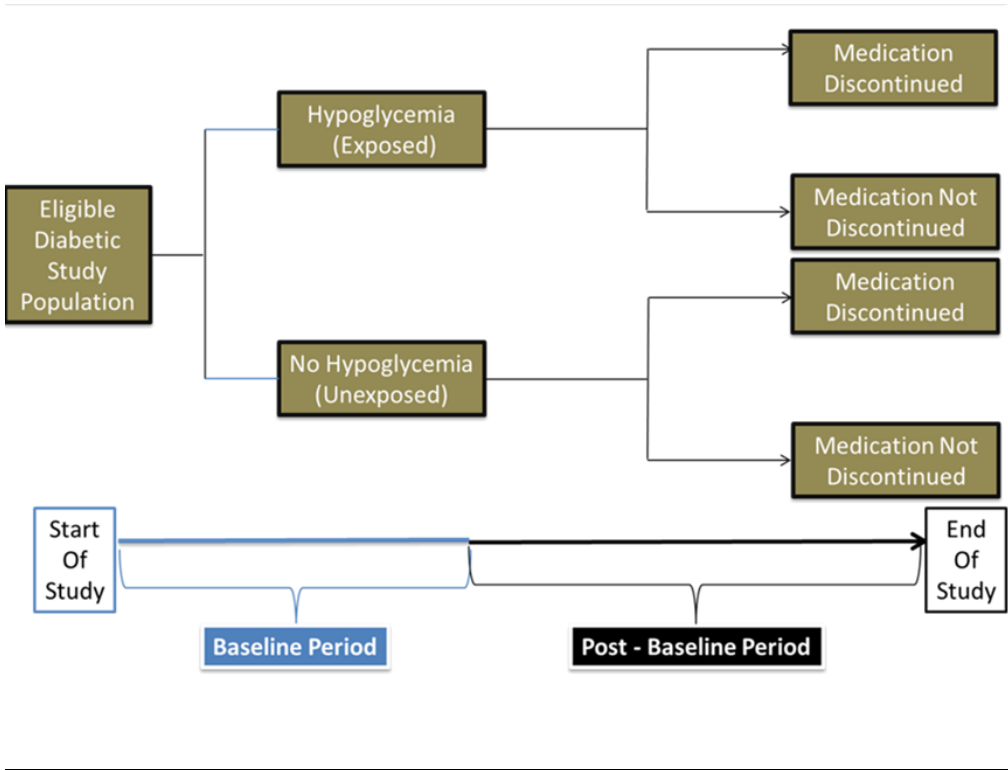 Eligible
Diabetic
Study
Population
Hypoglycemia
(Exposed)
No Hypoglycemia
(Unexposed)
Medication
Discontinued
Medication Not
Discontinued
Medication
Discontinued
Medication Not
Discontinued
Start
Of
Study
End
Of
Study
Baseline Period
Post - Baseline Period